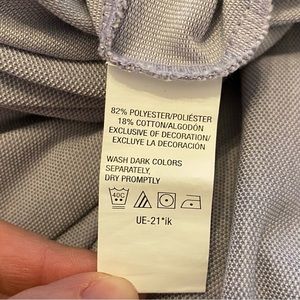 82% POLYESTER/POLIÉSTER
18% COTTON/ALGODÓN
EXCLUSIVE OF DECORATION/
EXCLUYE LA DECORACIÓN
WASH DARK COLORS
SEPARATELY,
DRY PROMPTLY
40C
UE-21*ik